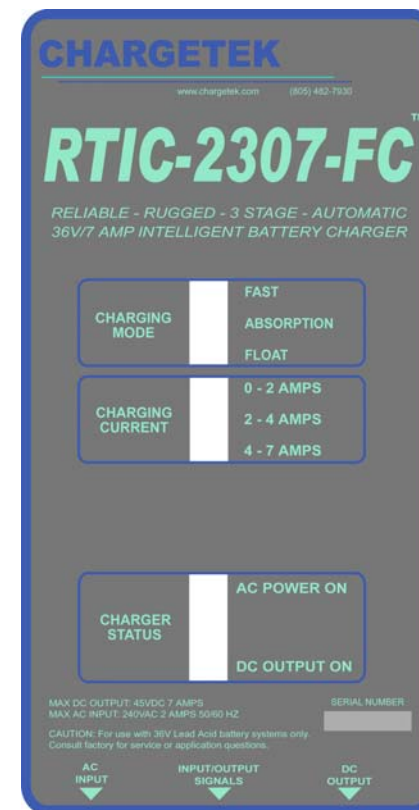 CHARGETEK
www.chargetek.com (805) 482-7930
RTIC-2307-FC
RELIABLE - RUGGED - 3 STAGE - AUTOMATIC
36V/7 AMP INTELLIGENT BATTERY CHARGER
CHARGING
MODE
FAST
ABSORPTION
FLOAT
CHARGING
CURRENT
0 - 2 AMPS
2 - 4 AMPS
4 - 7 AMPS
CHARGER
STATUS
AC POWER ON
DC OUTPUT ON
MAX DC OUTPUT: 45VDC 7 AMPS
MAX AC INPUT: 240VAC 2 AMPS 50/60 HZ
SERIAL NUMBER
CAUTION: For use with 36V Lead Acid battery systems only.
Consult factory for service or application questions.
AC
INPUT
INPUT/OUTPUT
SIGNALS
DC
OUTPUT